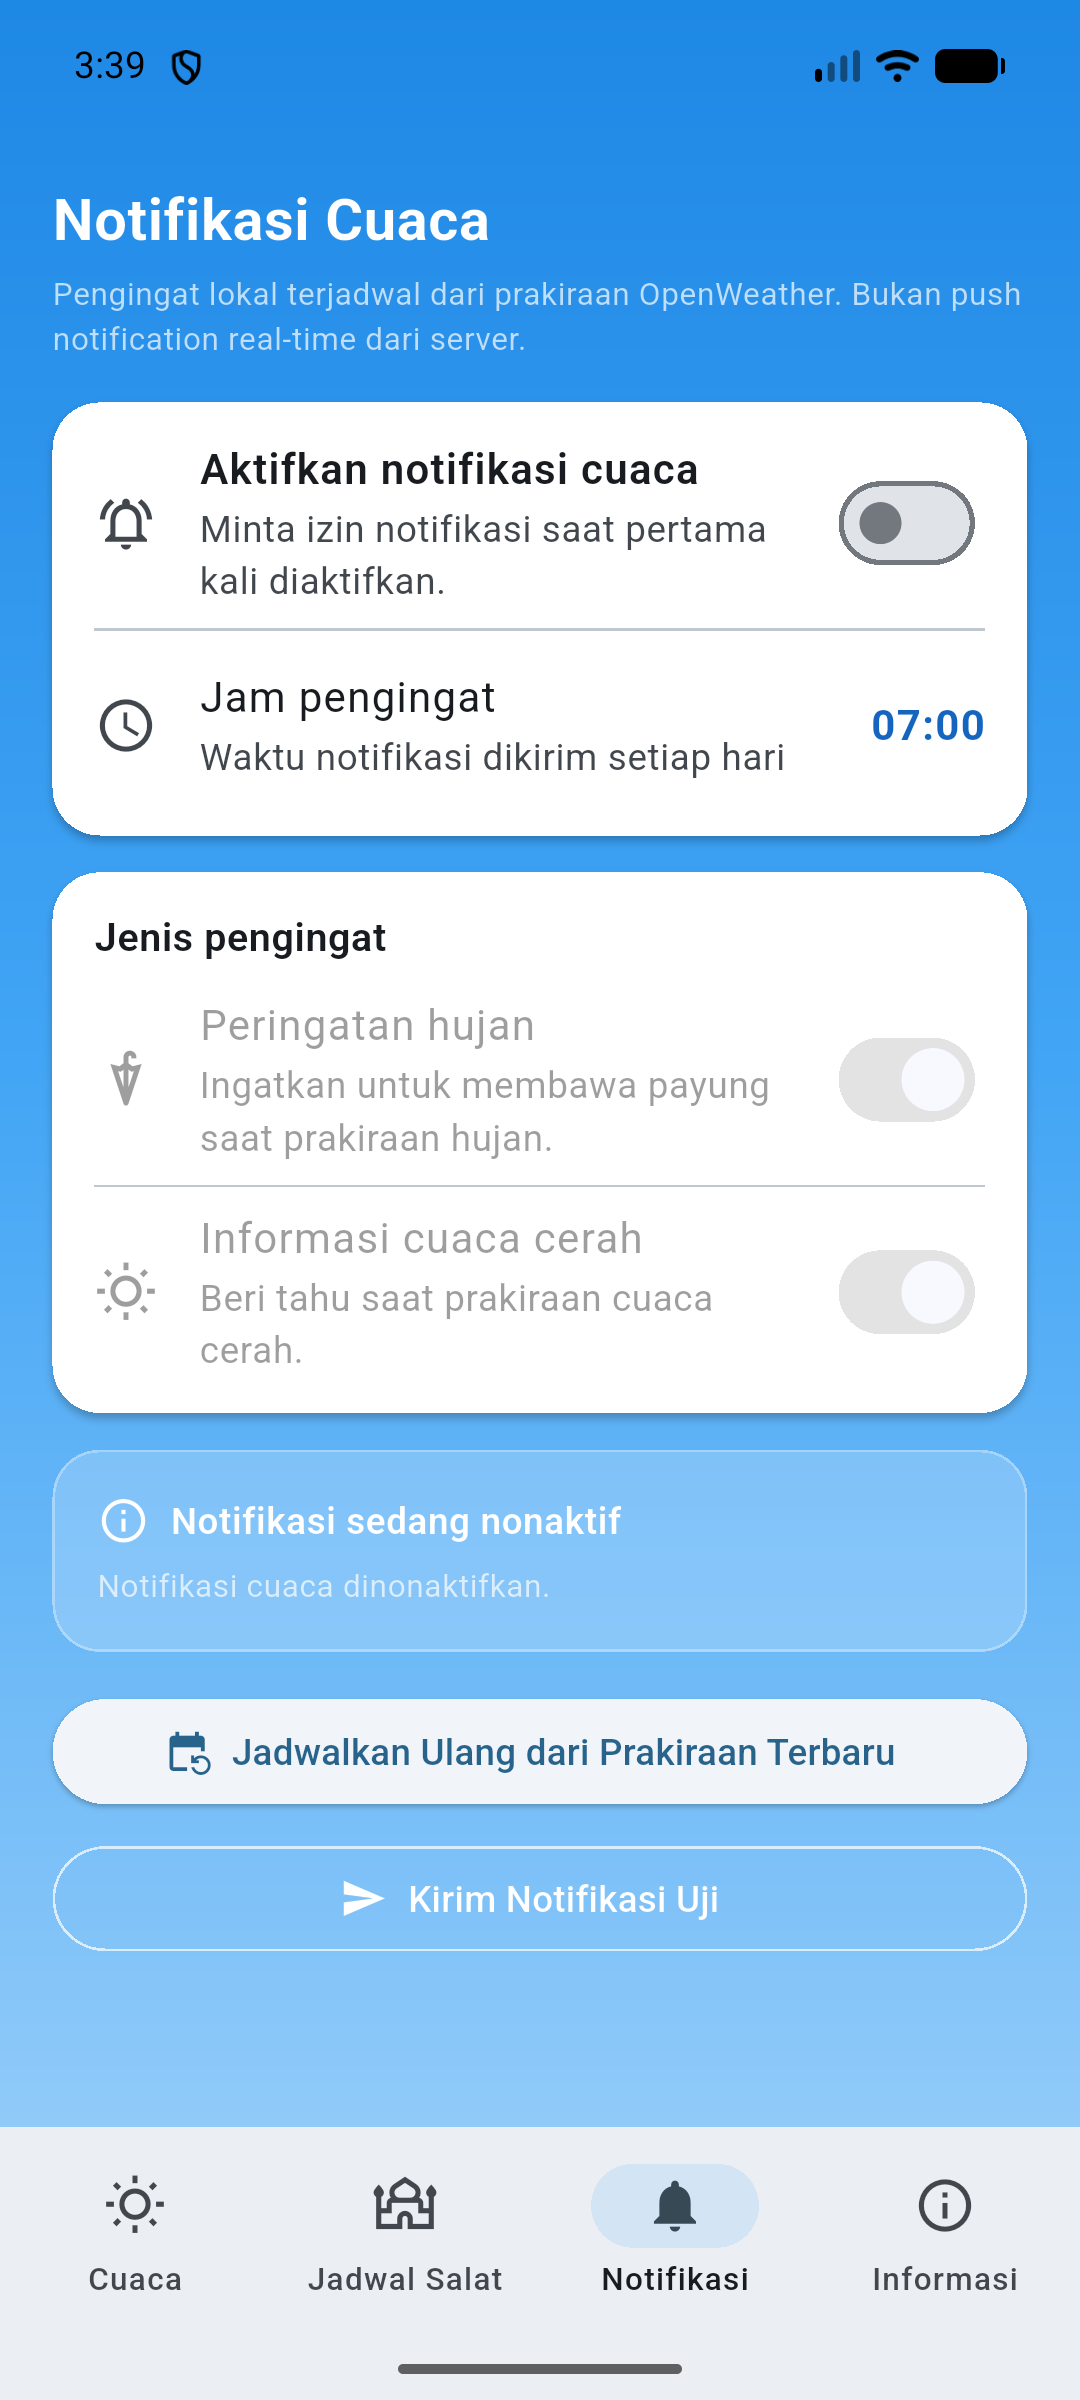 3:39
Notifikasi Cuaca
Pengingat lokal terjadwal dari prakiraan OpenWeather. Bukan push
notification real-time dari server.
Aktifkan notifikasi cuaca
Minta izin notifikasi saat pertama
kali diaktifkan.
Jam pengingat
Waktu notifikasi dikirim setiap hari
07:00
Jenis pengingat
Peringatan hujan
Ingatkan untuk membawa payung
saat prakiraan hujan.
Informasi cuaca cerah
Beri tahu saat prakiraan cuaca
cerah.
Notifikasi sedang nonaktif
Notifikasi cuaca dinonaktifkan.
Jadwalkan Ulang dari Prakiraan Terbaru
Kirim Notifikasi Uji
Cuaca
Jadwal Salat
Notifikasi
Informasi